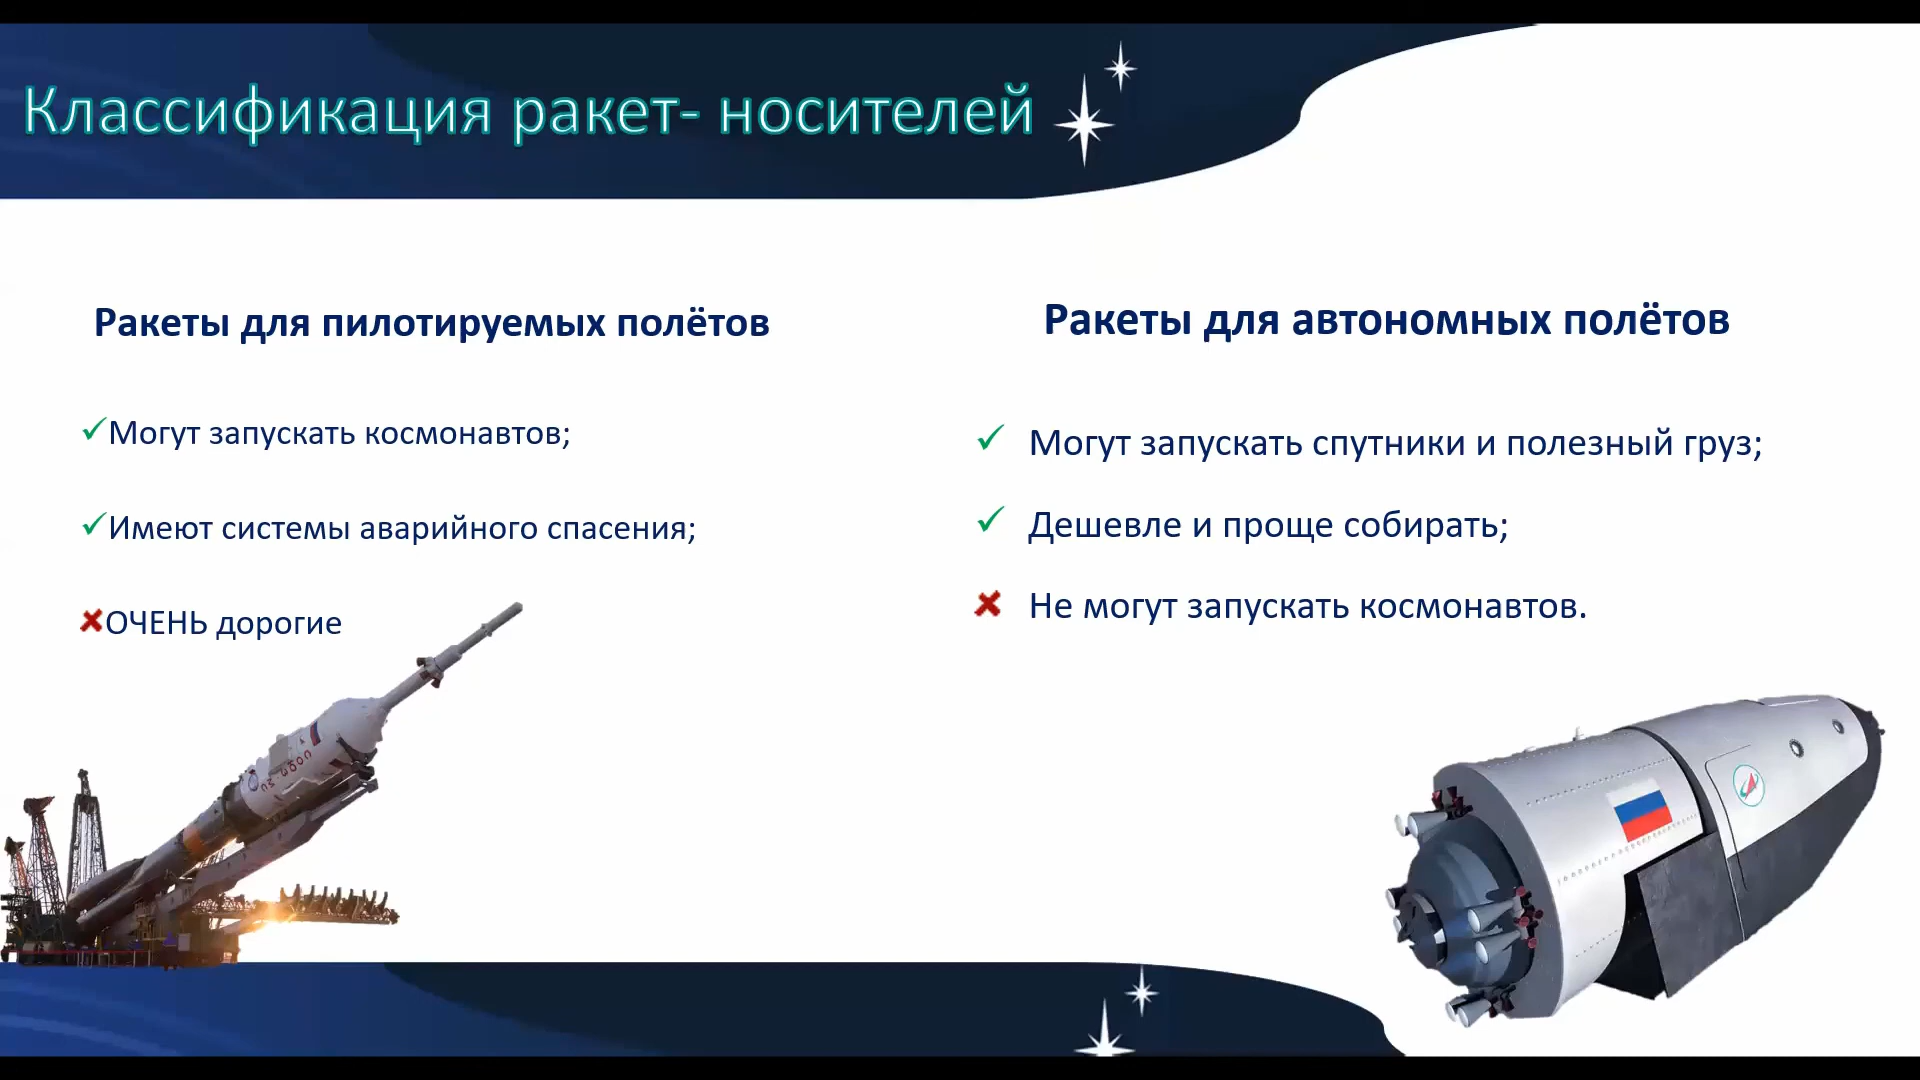 Классификация ракет- носителей
Ракеты для пилотируемых полётов
Могут запускать космонавтов;
Имеют системы аварийного спасения;
ОЧЕНЬ дорогие
Ракеты для автономных полётов
Могут запускать спутники и полезный груз;
Дешевле и проще собирать;
Не могут запускать космонавтов.